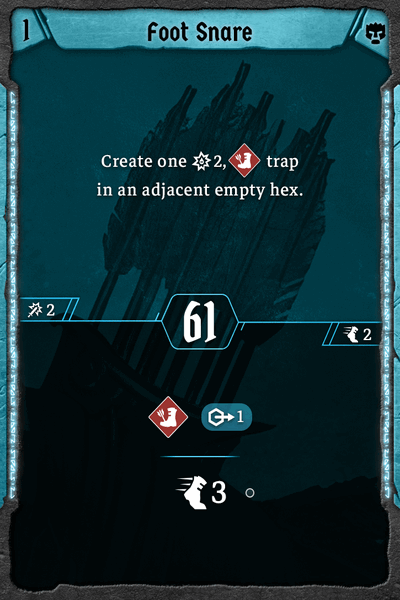 1
Foot Snare
Create one 2, trap
in an adjacent empty hex.
2
61
2
1
3